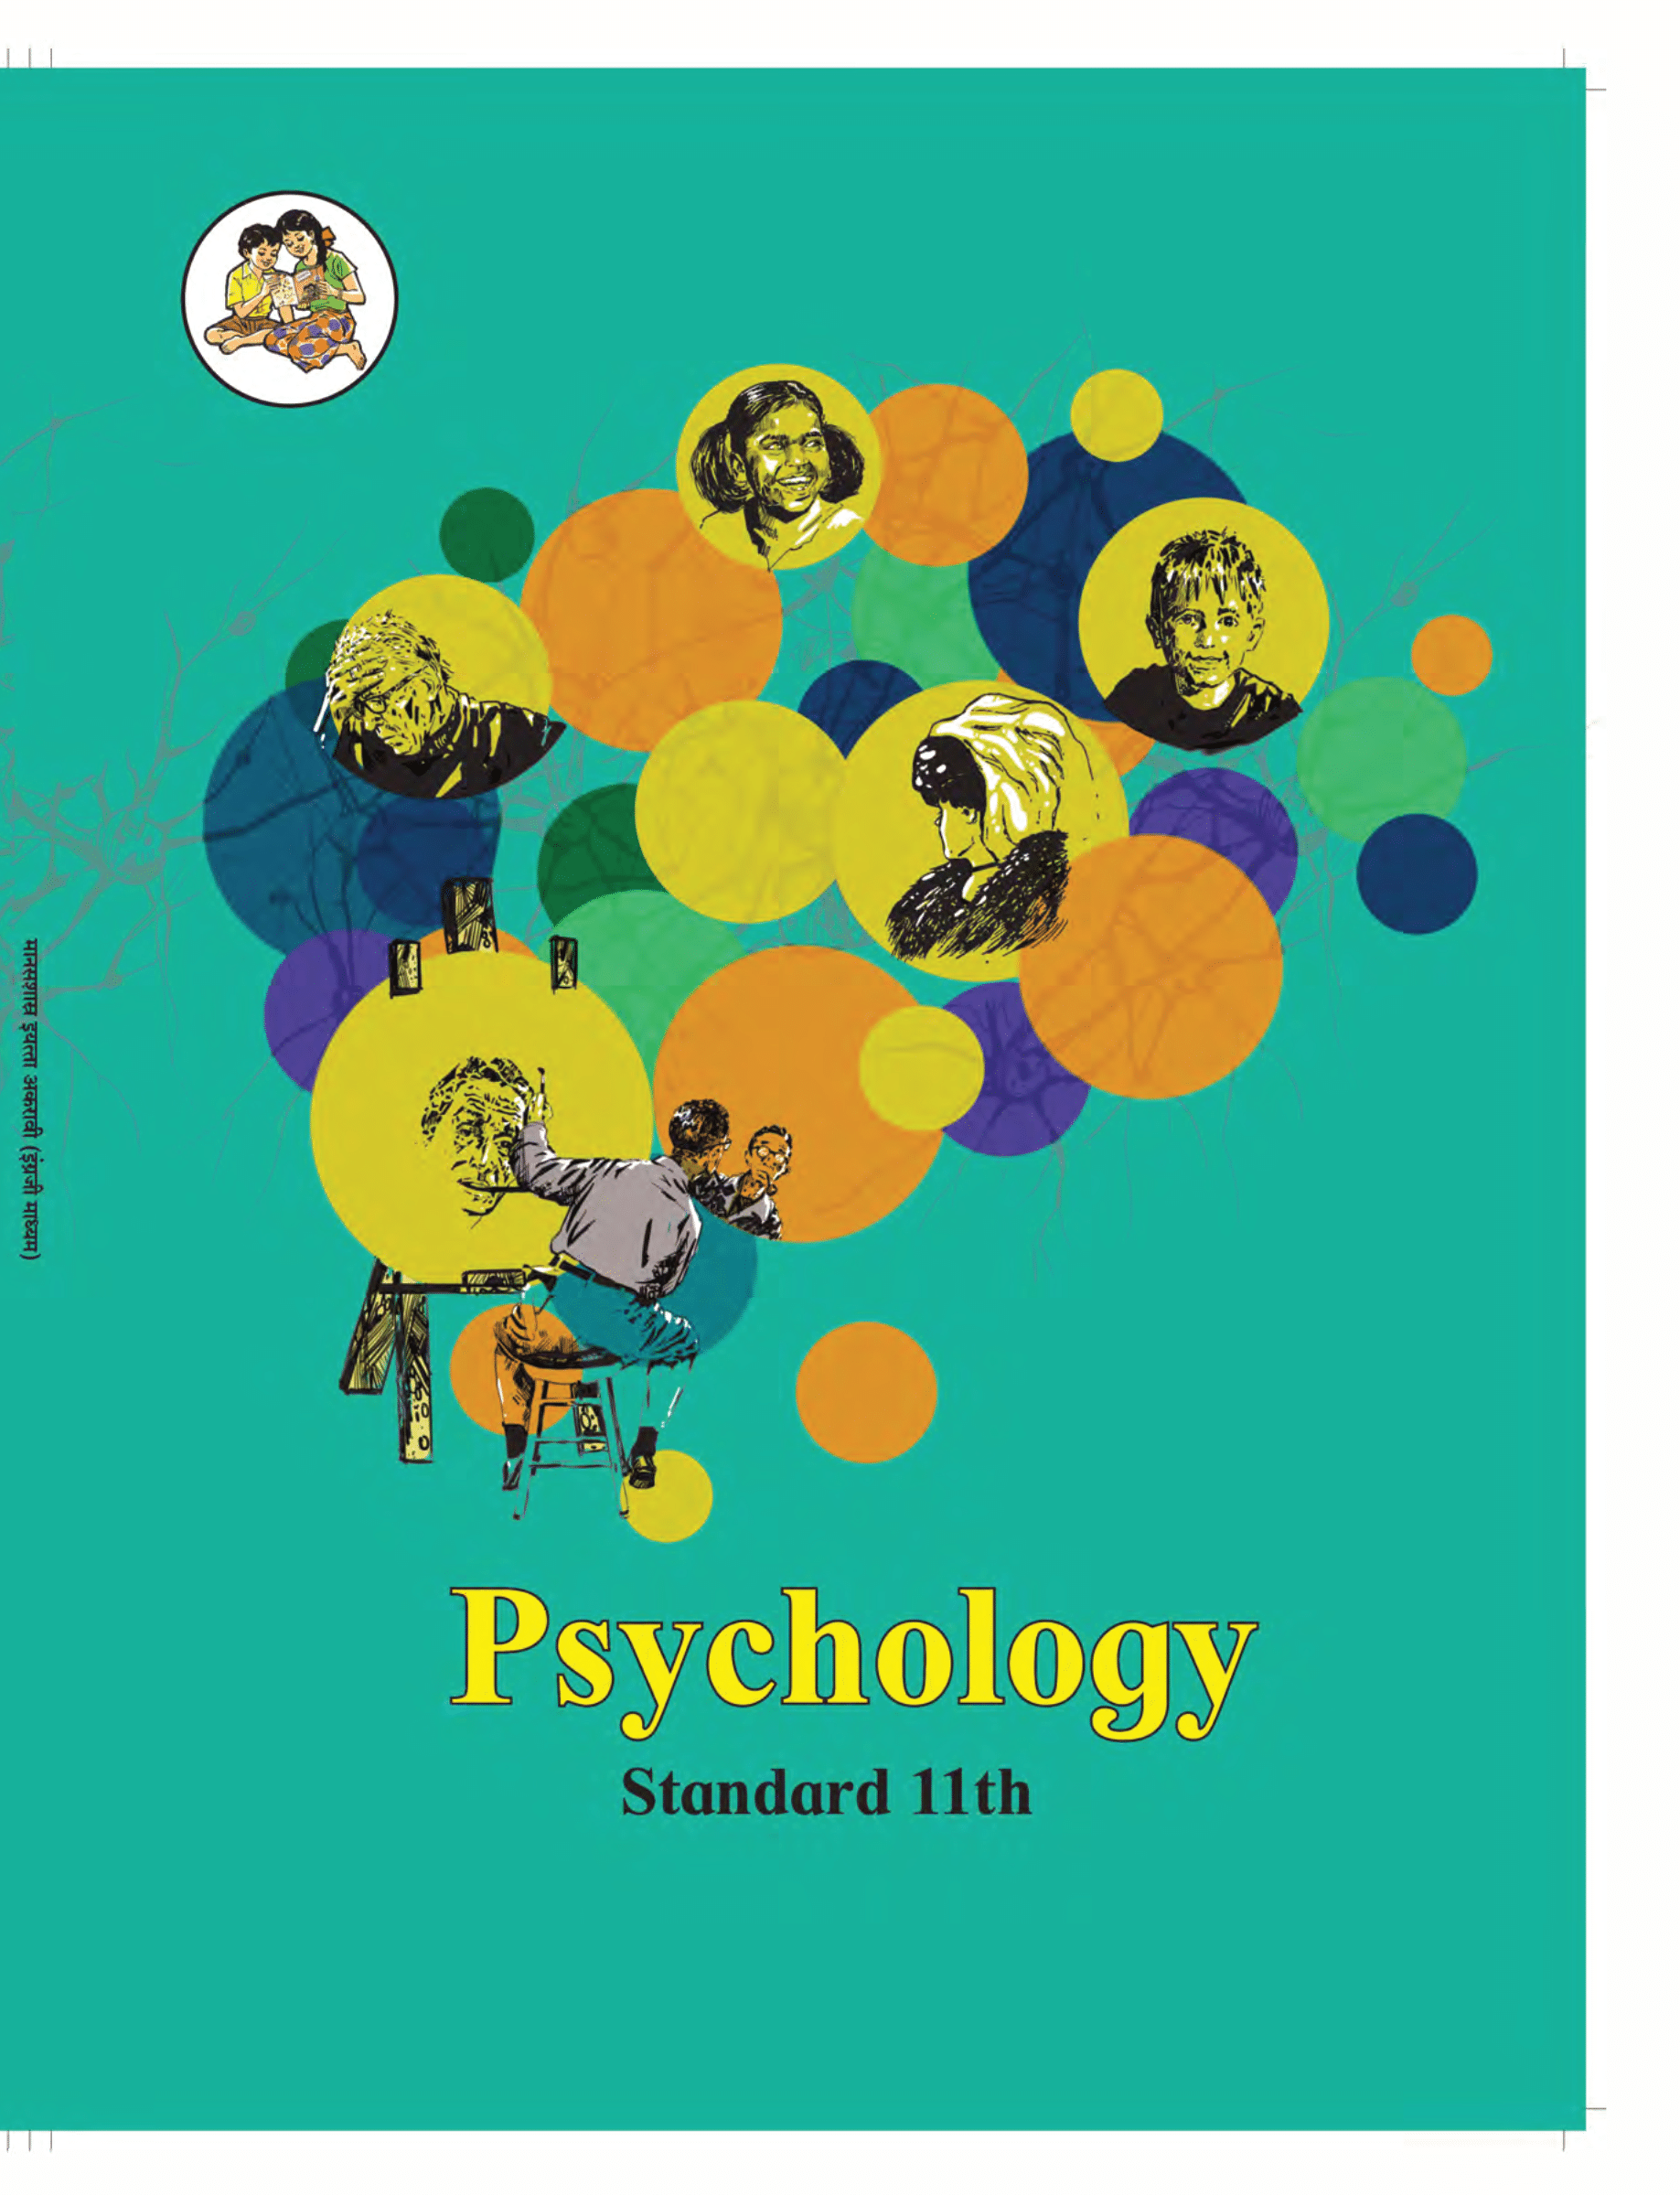 मानसशास्त्र इयत्ता अकरावी (इंग्रजी माध्यम)
Psychology
Standard 11th